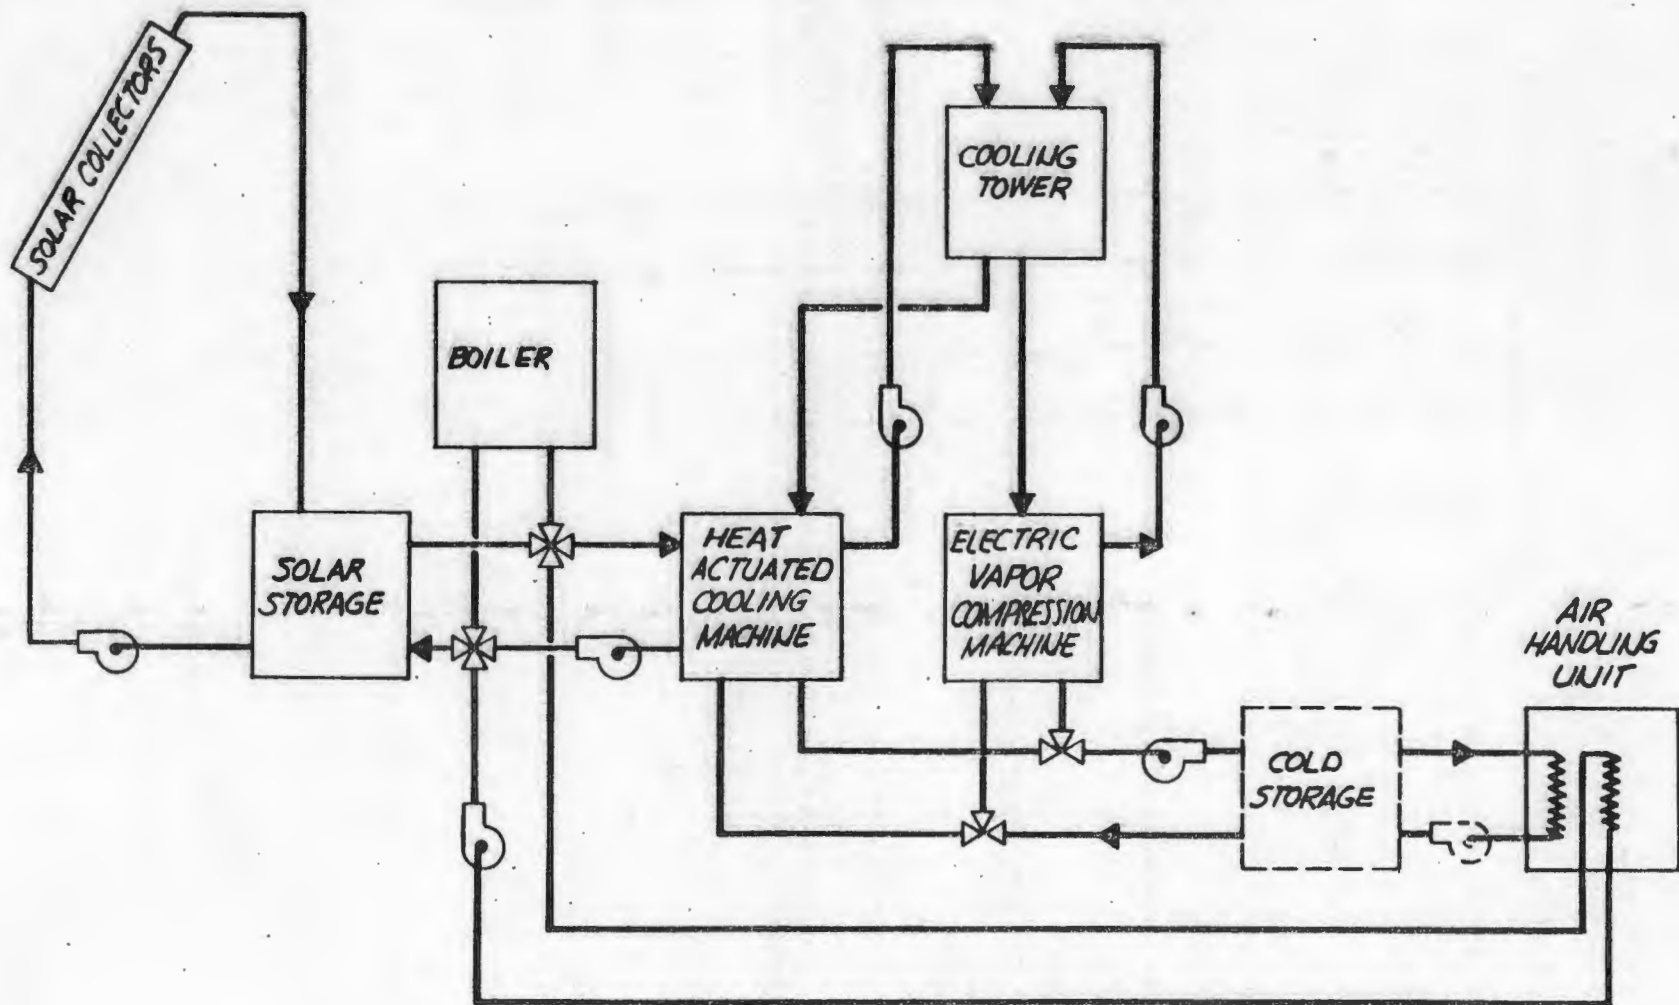 SOLAR COLLECTORS
COOLING
TOWER
BOILER
SOLAR
STORAGE
HEAT
ACTUATED
COOLING
MACHINE
ELECTRIC
VAPOR
COMPRESSION
MACHINE
AIR
HANDLING
UNIT
COLD
STORAGE